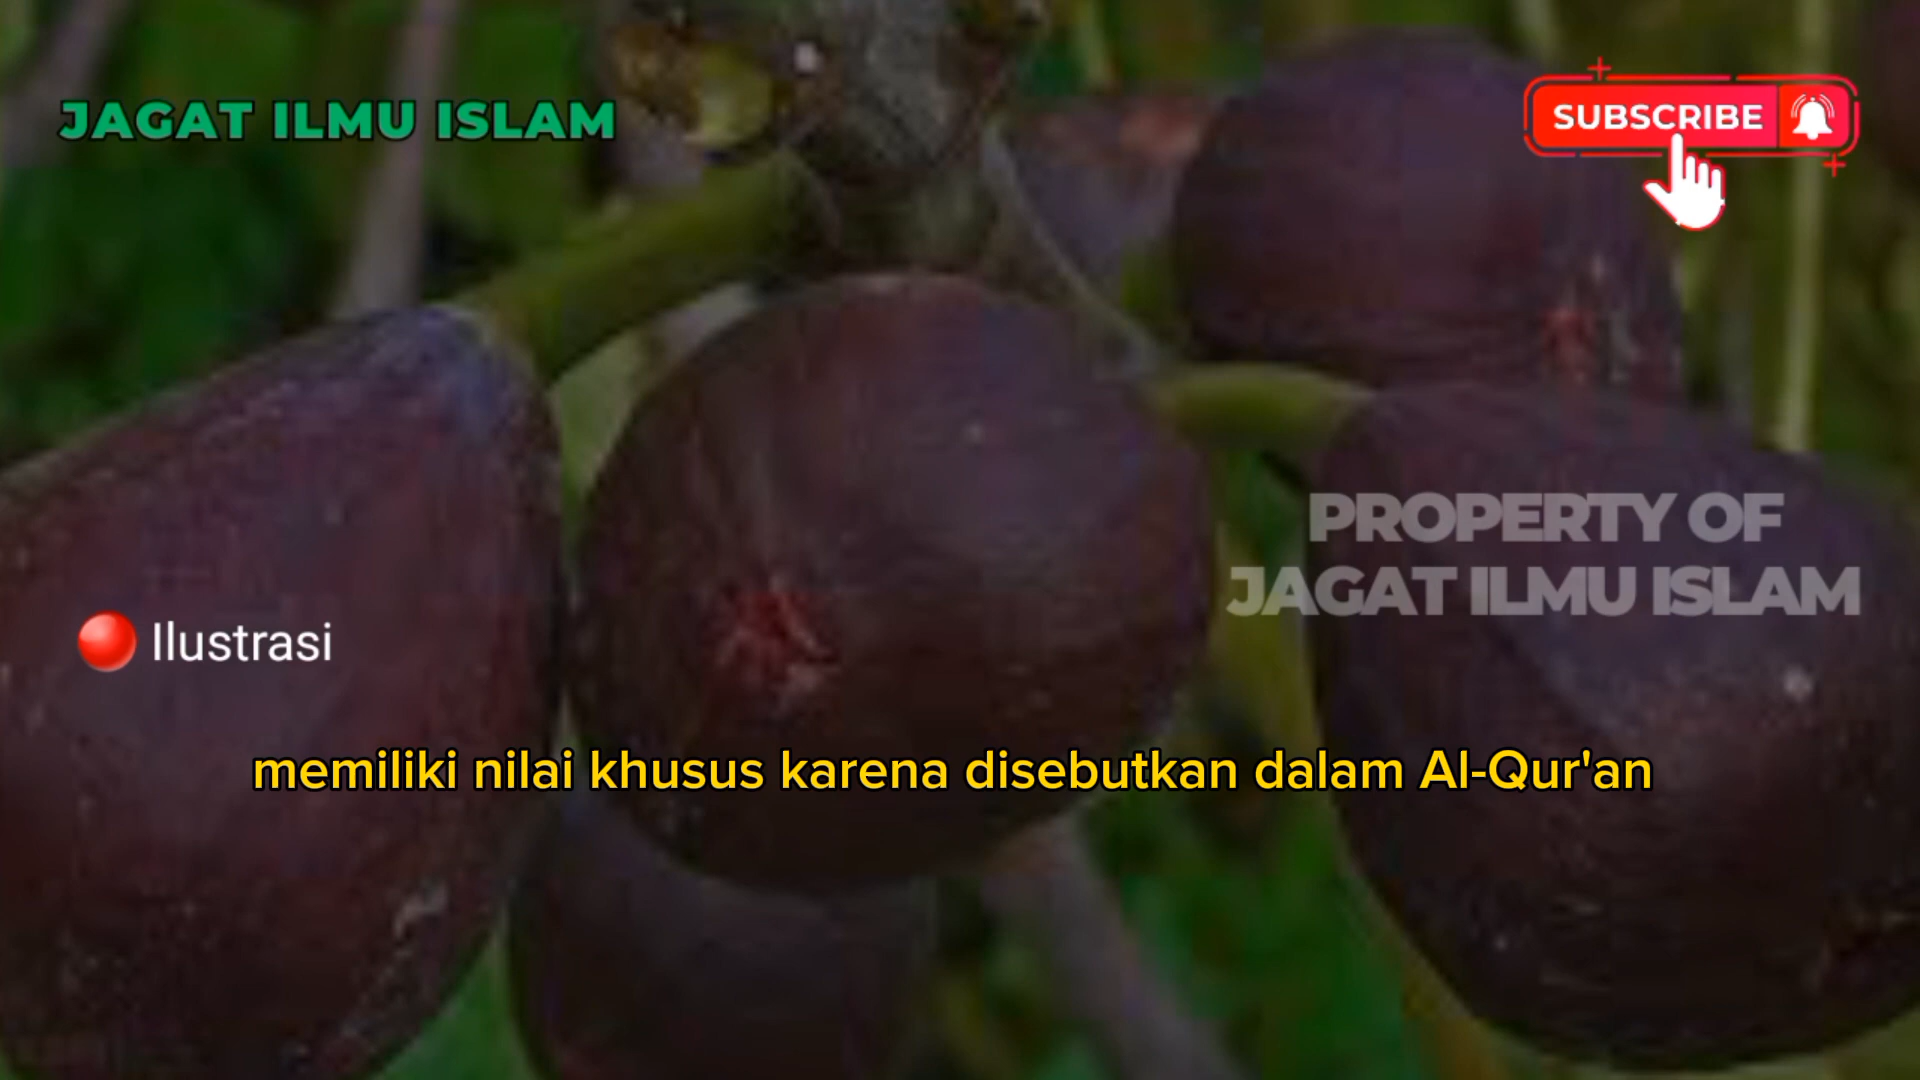 JAGAT ILMU ISLAM
SUBSCRIBE
PROPERTY OF
JAGAT ILMU ISLAM
Ilustrasi
memiliki nilai khusus karena disebutkan dalam Al-Qur'an